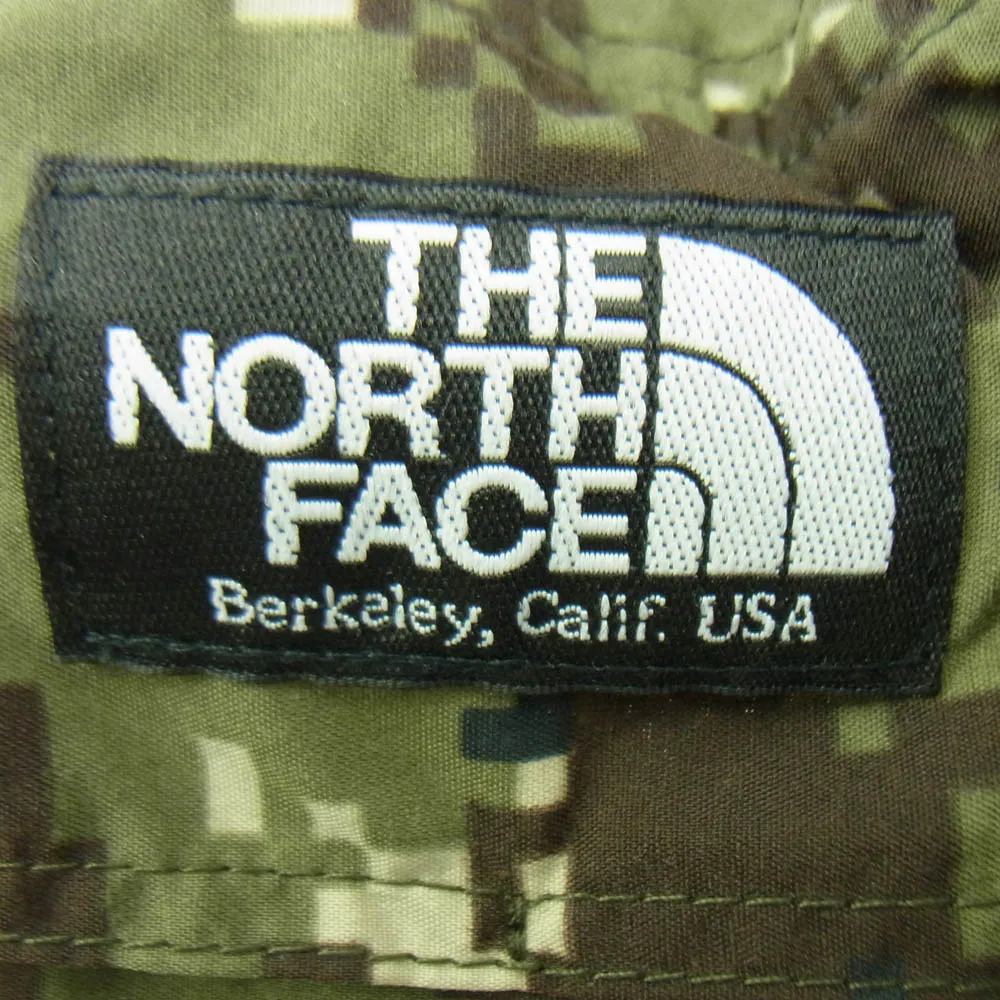 THE
NORTH
FACE
Berkeley, Calif. USA